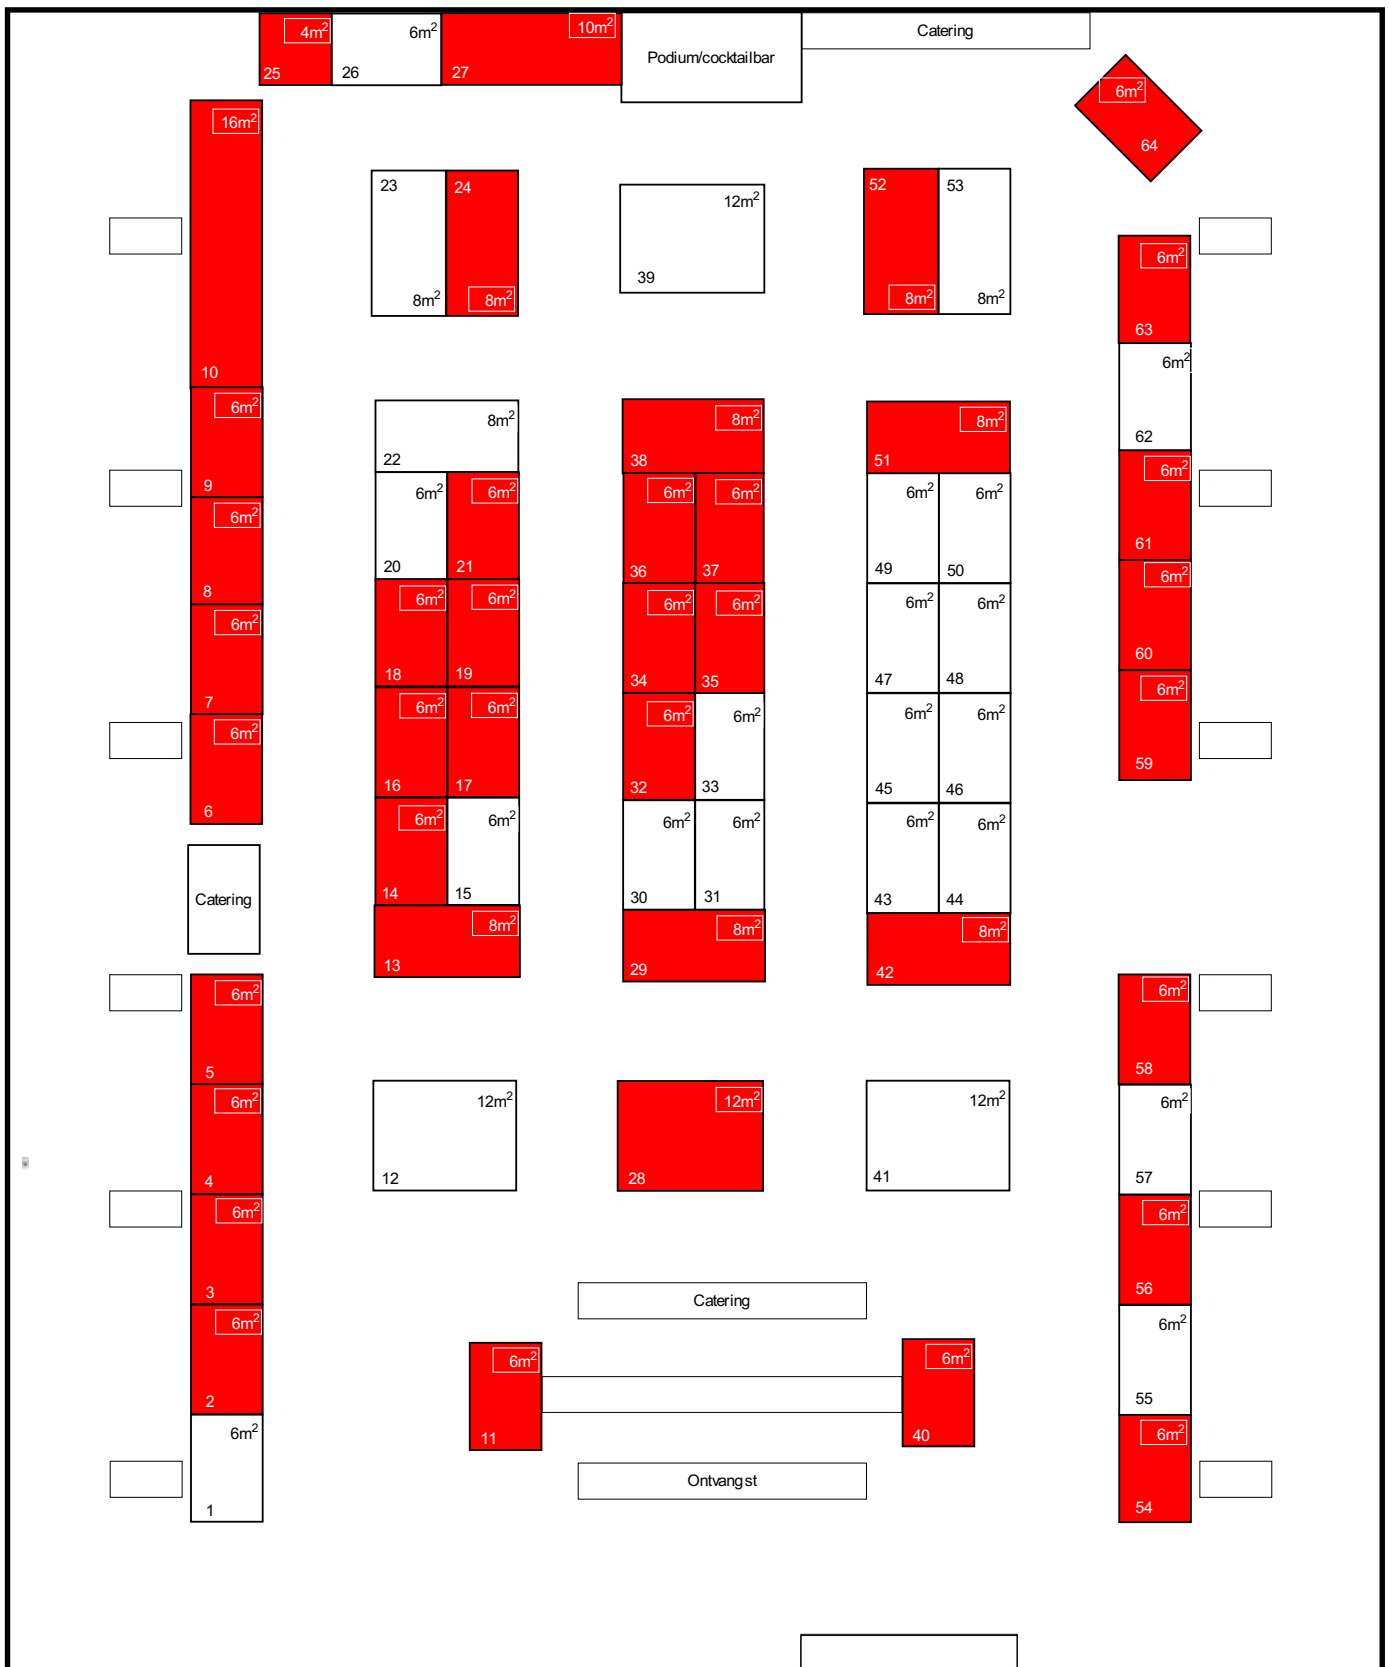 4m²
6m²
10m²
25
26
27
Podium/cocktailbar
Catering
6m²
64
16m²
10
23
24
8m²
8m²
12m²
39
52
53
8m²
8m²
6m²
63
6m²
62
6m²
9
8m²
22
8m²
38
8m²
51
6m²
6m²
20
21
6m²
6m²
36
37
6m²
6m²
49
50
6m²
61
6m²
8
6m²
6m²
18
19
6m²
6m²
34
35
6m²
6m²
47
48
6m²
60
6m²
7
6m²
6m²
16
17
6m²
6m²
32
33
6m²
6m²
45
46
6m²
59
6m²
6
6m²
6m²
14
15
6m²
6m²
30
31
6m²
6m²
43
44
Catering
8m²
13
8m²
29
8m²
42
6m²
5
6m²
58
6m²
4
12m²
12
12m²
28
12m²
41
6m²
57
6m²
3
6m²
56
Catering
6m²
2
6m²
11
6m²
40
6m²
55
6m²
1
Ontvangst
6m²
54